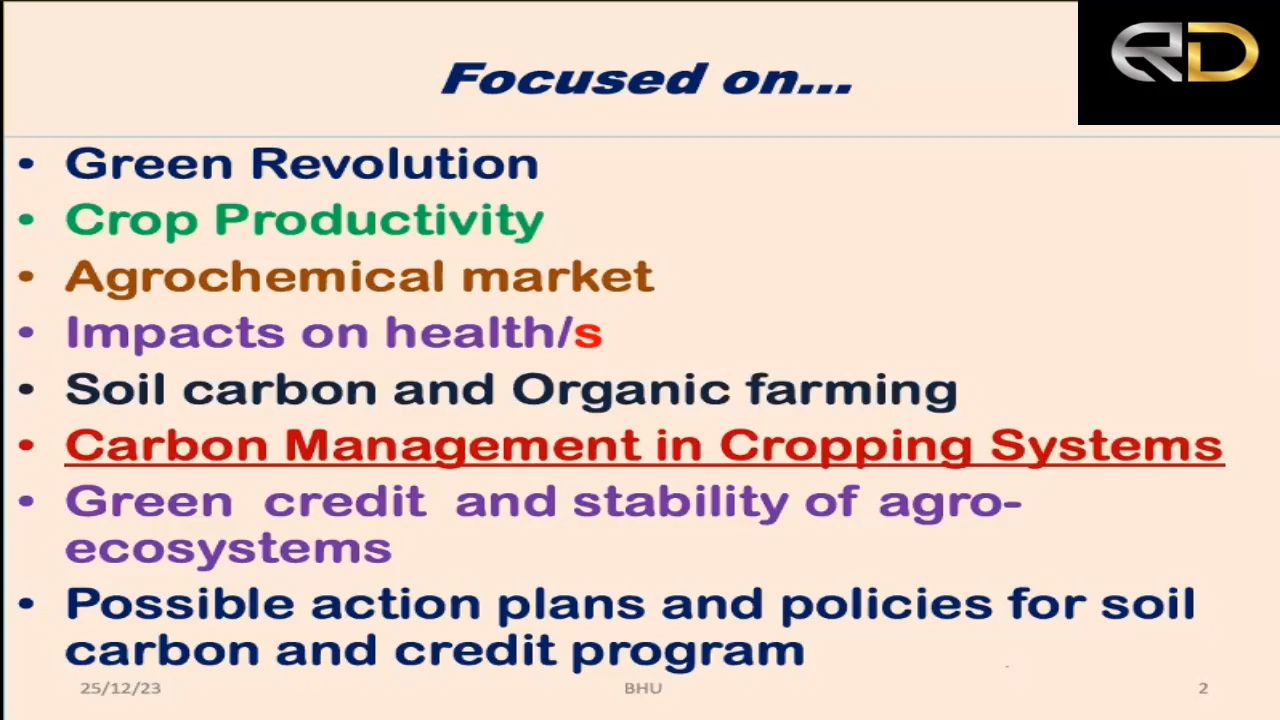 RD
Focused on...
• Green Revolution
• Crop Productivity
• Agrochemical market
• Impacts on health/s
• Soil carbon and Organic farming
• Carbon Management in Cropping Systems
• Green credit and stability of agro-
ecosystems
• Possible action plans and policies for soil
carbon and credit program
25/12/23 BHU 2